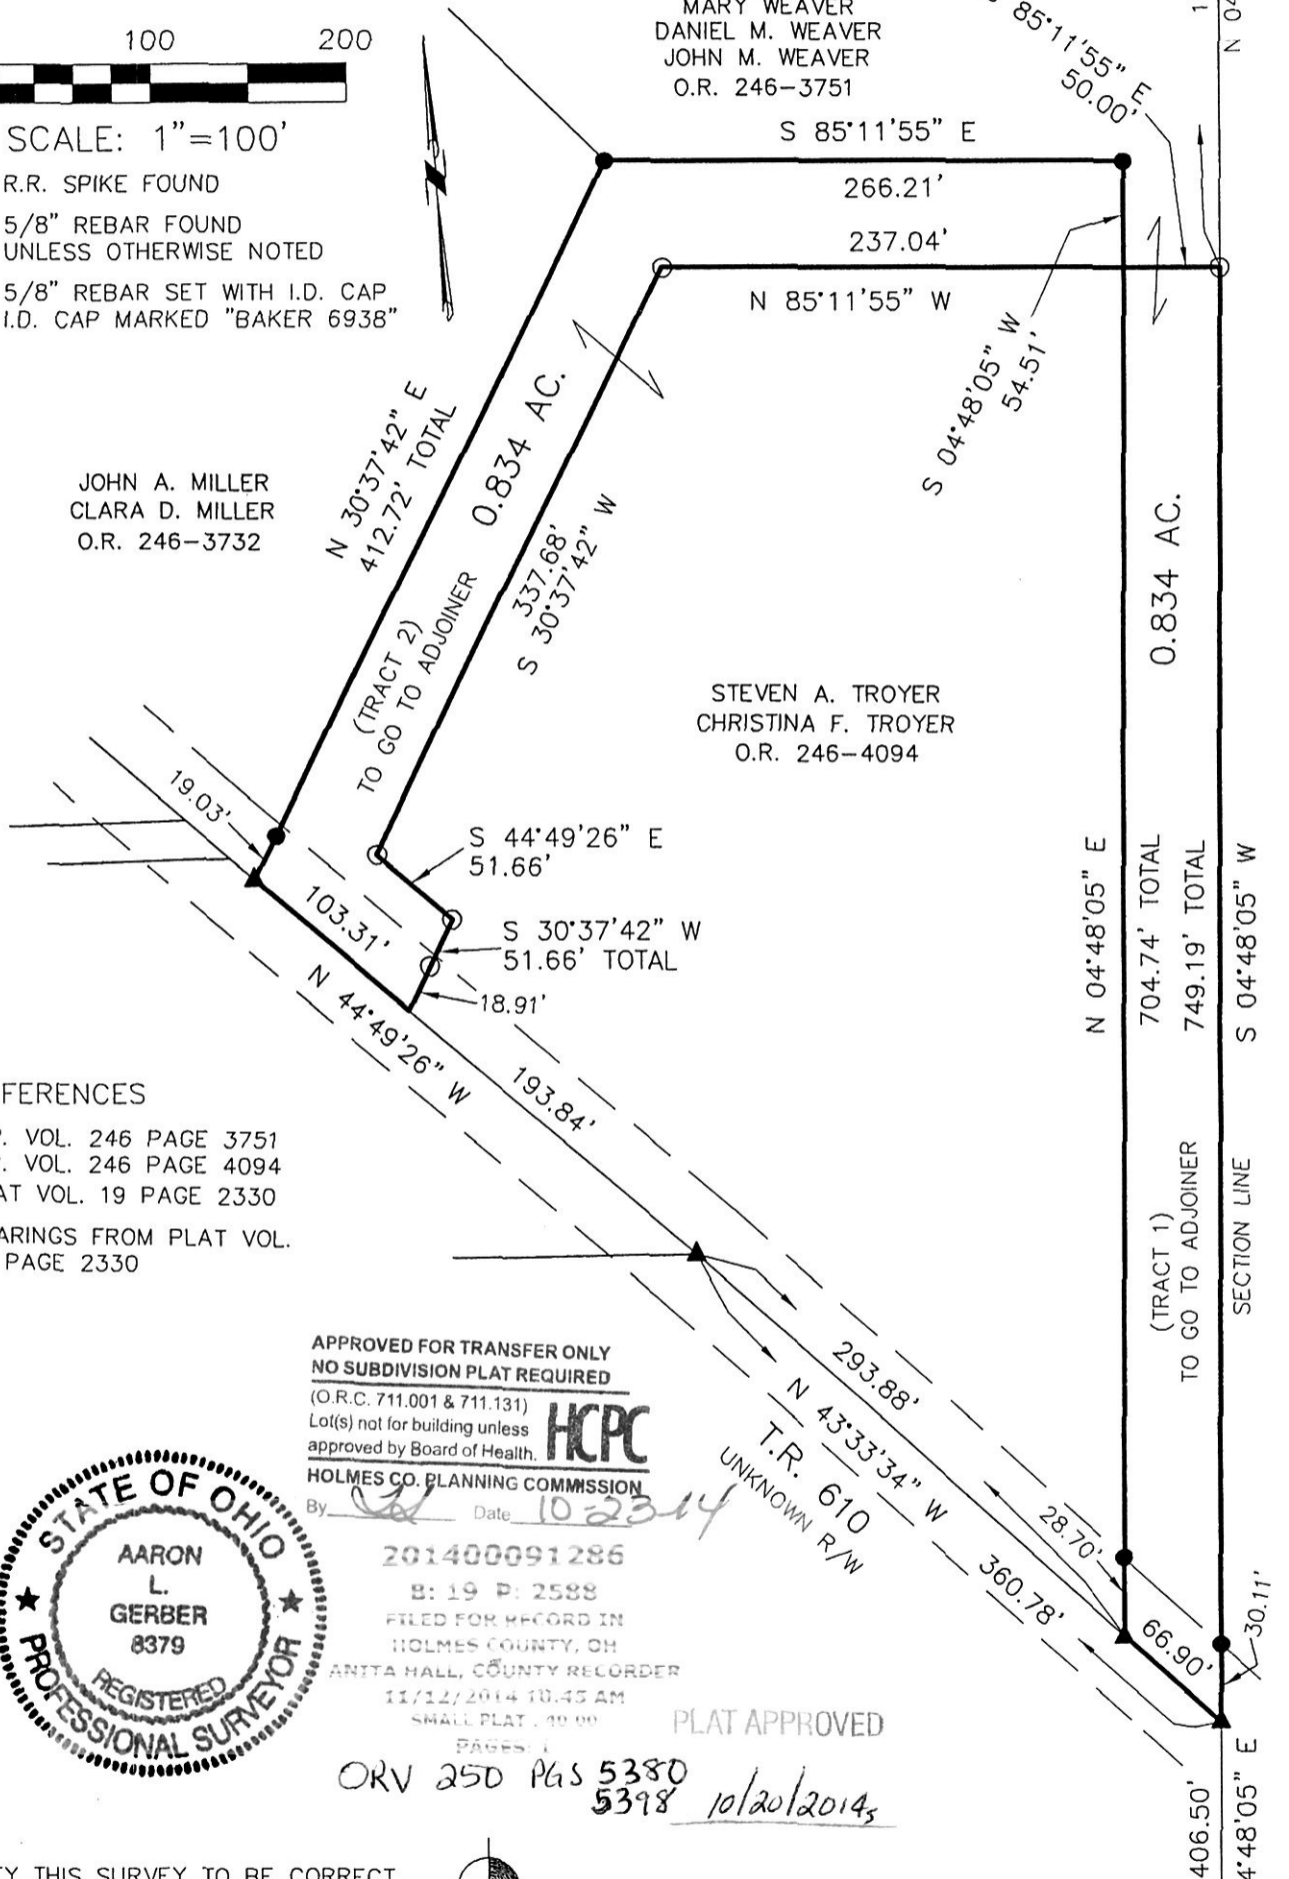 MARY WEAVER
DANIEL M. WEAVER
JOHN M. WEAVER
O.R. 246-3751
85°11'55" E
50.00'
1
N 04
100 200
SCALE: 1"=100'
R.R. SPIKE FOUND
5/8" REBAR FOUND
UNLESS OTHERWISE NOTED
5/8" REBAR SET WITH I.D. CAP
I.D. CAP MARKED "BAKER 6938"
S 85°11'55" E
266.21'
237.04'
N 85°11'55" W
S 04°48'05" W
54.51'
N 30°37'42" E
412.72' TOTAL
0.834 AC.
(TRACT 2)
TO GO TO ADJOINER
337.68'
S 30°37'42" W
JOHN A. MILLER
CLARA D. MILLER
O.R. 246-3732
STEVEN A. TROYER
CHRISTINA F. TROYER
O.R. 246-4094
0.834 AC.
N 04°48'05" E
704.74' TOTAL
749.19' TOTAL
S 04°48'05" W
(TRACT 1)
TO GO TO ADJOINER
SECTION LINE
19.03'
S 44°49'26" E
51.66'
103.31'
S 30°37'42" W
51.66' TOTAL
18.91'
N 44°49'26" W
193.84'
FERENCES
. VOL. 246 PAGE 3751
. VOL. 246 PAGE 4094
AT VOL. 19 PAGE 2330
ARINGS FROM PLAT VOL.
PAGE 2330
293.88'
N 43°33'34" W
T.R. 610
UNKNOWN R/W
28.70'
360.78'
66.90'
30.11'
406.50'
4°48'05" E
APPROVED FOR TRANSFER ONLY
NO SUBDIVISION PLAT REQUIRED
(O.R.C. 711.001 & 711.131)
Lot(s) not for building unless
approved by Board of Health.
HCPC
HOLMES CO. PLANNING COMMISSION
By Date 10-23-14
201400091286
B: 19 P: 2588
FILED FOR RECORD IN
HOLMES COUNTY, OH
ANITA HALL, COUNTY RECORDER
11/12/2014 10:45 AM
SMALL PLAT
PAGES: 1
PLAT APPROVED
ORV 250 PGS 5380
5398 10/20/2014
STATE OF OHIO
AARON
L.
GERBER
8379
REGISTERED
PROFESSIONAL SURVEYOR
Y THIS SURVEY TO BE CORRECT